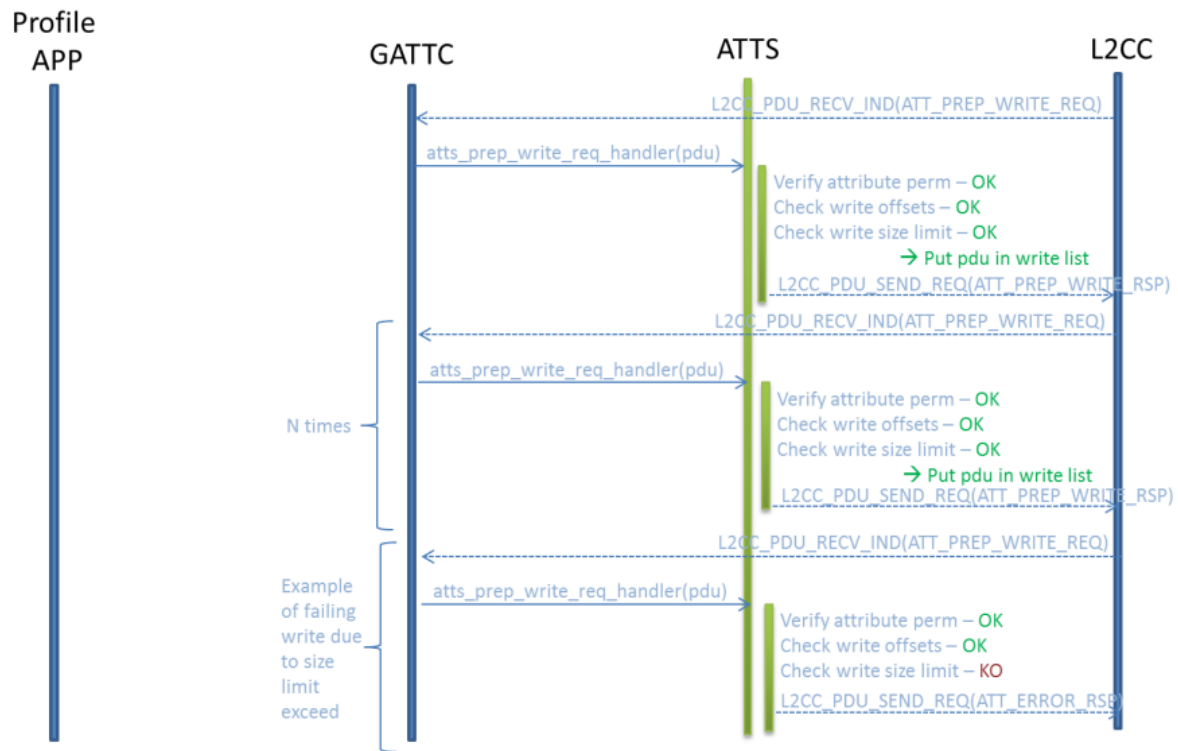 Profile
APP
GATTC
ATTS
L2CC
L2CC_PDU_RECV_IND(ATT_PREP_WRITE_REQ)
atts_prep_write_req_handler(pdu)
Verify attribute perm – OK
Check write offsets – OK
Check write size limit – OK
→ Put pdu in write list
L2CC_PDU_SEND_REQ(ATT_PREP_WRITE_RSP)
L2CC_PDU_RECV_IND(ATT_PREP_WRITE_REQ)
atts_prep_write_req_handler(pdu)
N times
Verify attribute perm – OK
Check write offsets – OK
Check write size limit – OK
→ Put pdu in write list
L2CC_PDU_SEND_REQ(ATT_PREP_WRITE_RSP)
L2CC_PDU_RECV_IND(ATT_PREP_WRITE_REQ)
Example
of failing
write due
to size
limit
exceed
atts_prep_write_req_handler(pdu)
Verify attribute perm – OK
Check write offsets – OK
Check write size limit – KO
L2CC_PDU_SEND_REQ(ATT_ERROR_RSP)